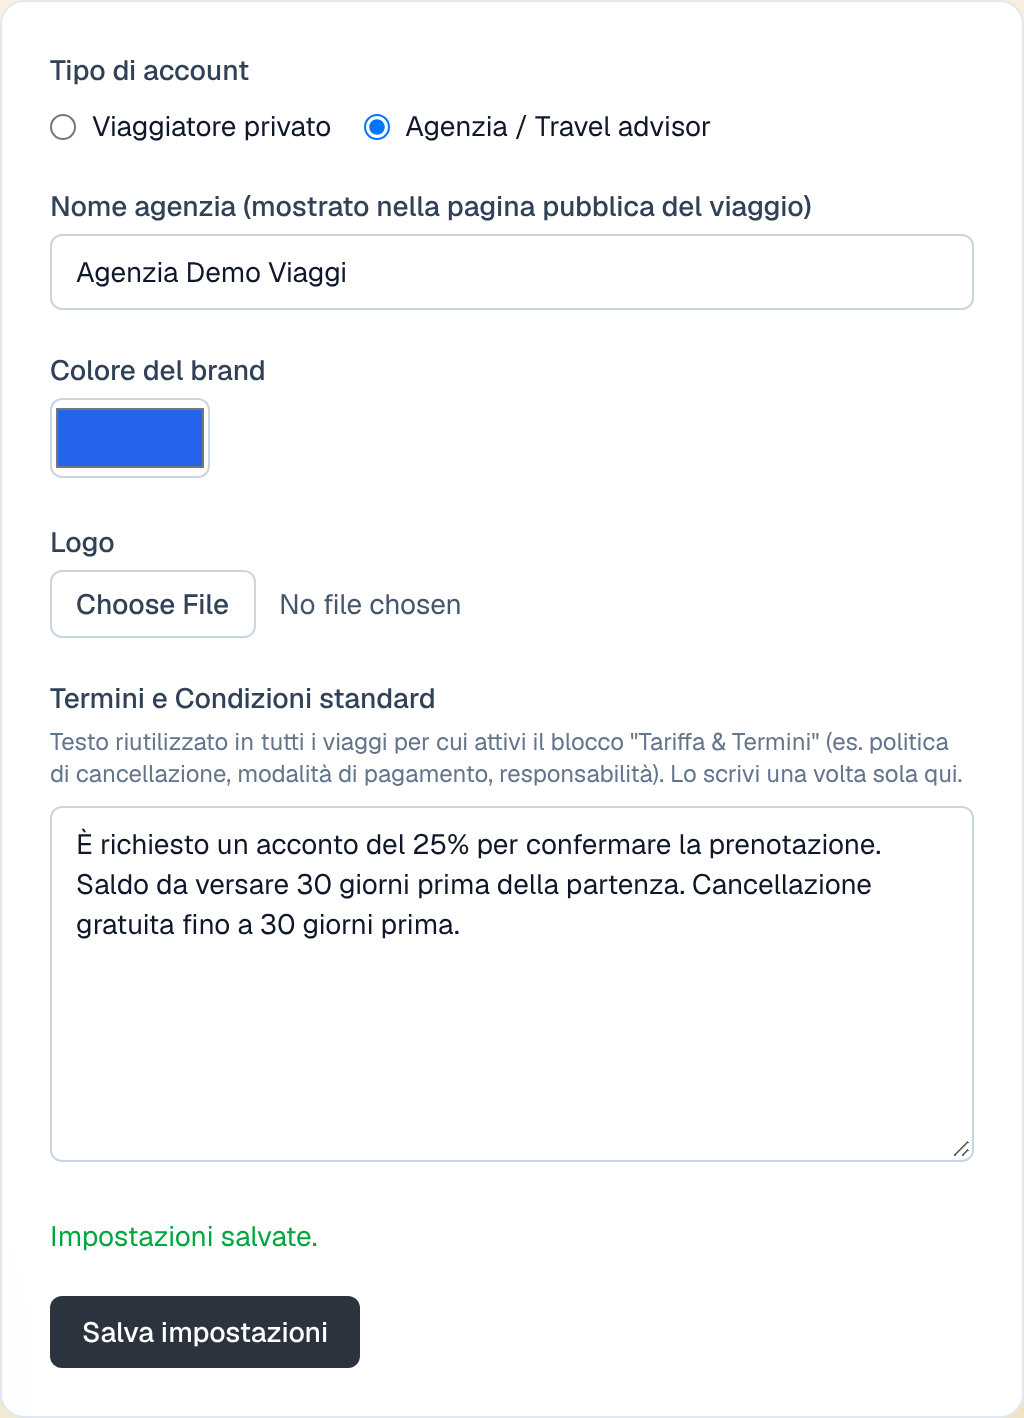 Tipo di account
Viaggiatore privato
Agenzia / Travel advisor
Nome agenzia (mostrato nella pagina pubblica del viaggio)
Agenzia Demo Viaggi
Colore del brand
Logo
Choose File
No file chosen
Termini e Condizioni standard
Testo riutilizzato in tutti i viaggi per cui attivi il blocco "Tariffa & Termini" (es. politica
di cancellazione, modalità di pagamento, responsabilità). Lo scrivi una volta sola qui.
È richiesto un acconto del 25% per confermare la prenotazione.
Saldo da versare 30 giorni prima della partenza. Cancellazione
gratuita fino a 30 giorni prima.
Impostazioni salvate.
Salva impostazioni